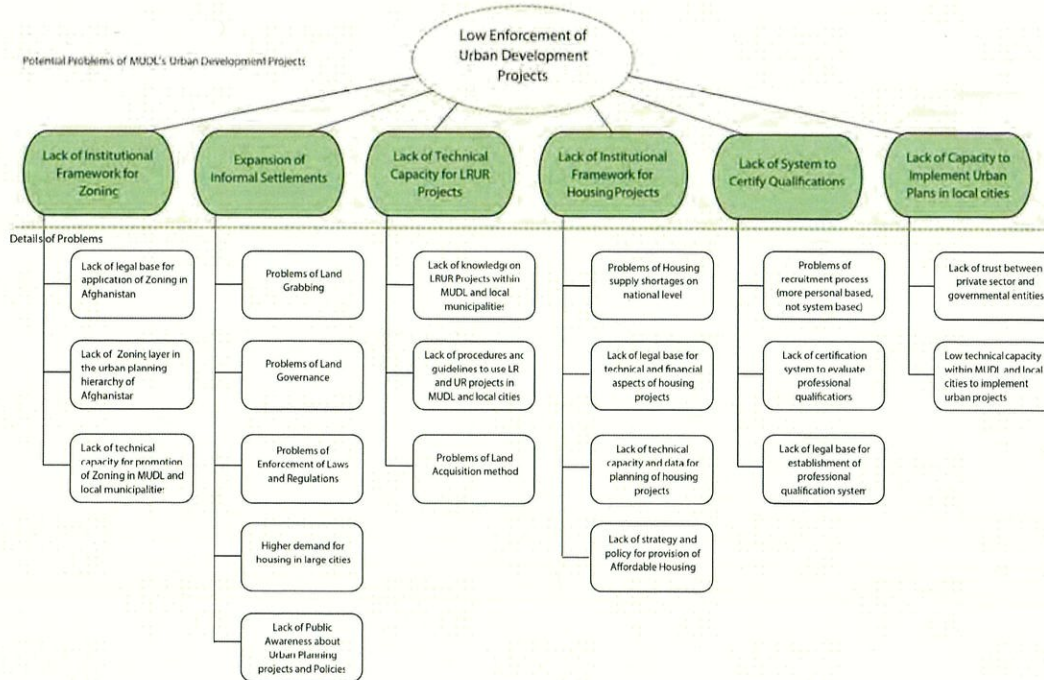 Low Enforcement of
Urban Development
Projects
Potential Problems of MUDL's Urban Development Projects
Lack of Institutional
Framework for
Zoning
Expansion of
Informal Settlements
Lack of Technical
Capacity for LRUR
Projects
Lack of Institutional
Framework for
Housing Projects
Lack of System to
Certify Qualifications
Lack of Capacity to
Implement Urban
Plans in local cities
Details of Problems
Lack of legal base for
application of Zoning in
Afghanistan
Lack of Zoning layer in
the urban planning
hierarchy of
Afghanistan
Lack of technical
capacity for promotion
of Zoning in MUDL and
local municipalities
Problems of Land
Grabbing
Problems of Land
Governance
Problems of
Enforcement of Laws
and Regulations
Higher demand for
housing in large cities
Lack of Public
Awareness about
Urban Planning
projects and Policies
Lack of knowledge on
LRUR Projects within
MUDL and local
municipalities
Lack of procedures and
guidelines to use LR
and UR projects in
MUDL and local cities
Problems of Land
Acquisition method
Problems of Housing
supply shortages on
national level
Lack of legal base for
technical and financial
aspects of housing
projects
Lack of technical
capacity and data for
planning of housing
projects
Lack of strategy and
policy for provision of
Affordable Housing
Problems of
recruitment process
(more personal based,
not system based)
Lack of certification
system to evaluate
professional
qualifications
Lack of legal base for
establishment of
professional
qualification system
Lack of trust between
private sector and
governmental entities
Low technical capacity
within MUDL and local
cities to implement
urban projects